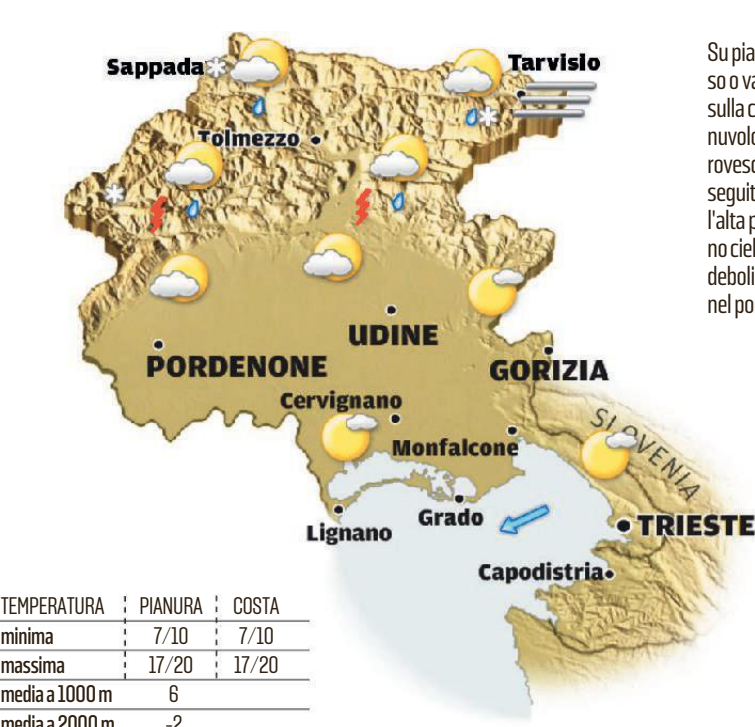 Sappada
Tarvisio
Tolmezzo
UDINE
PORDENONE
GORIZIA
Cervignano
Monfalcone
SLOVENIA
Lignano
Grado
TRIESTE
Capodistria
Su pia
so o va
sulla c
nuvolo
rovesc
seguit
l'alta p
no ciel
deboli
nel po
TEMPERATURA PIANURA COSTA
minima 7/10 7/10
massima 17/20 17/20
media a 1000 m 6
media a 2000 m -2